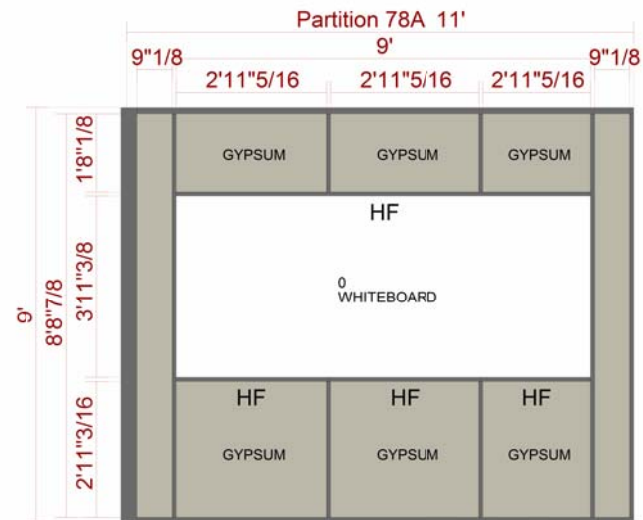 Partition 78A 11'
9"1/8 9' 9"1/8
2'11"5/16 2'11"5/16 2'11"5/16
1'8"1/8
GYPSUM GYPSUM GYPSUM
HF
3'11"3/8
0
WHITEBOARD
9'
8'8"7/8
HF HF HF
2'11"3/16
GYPSUM GYPSUM GYPSUM